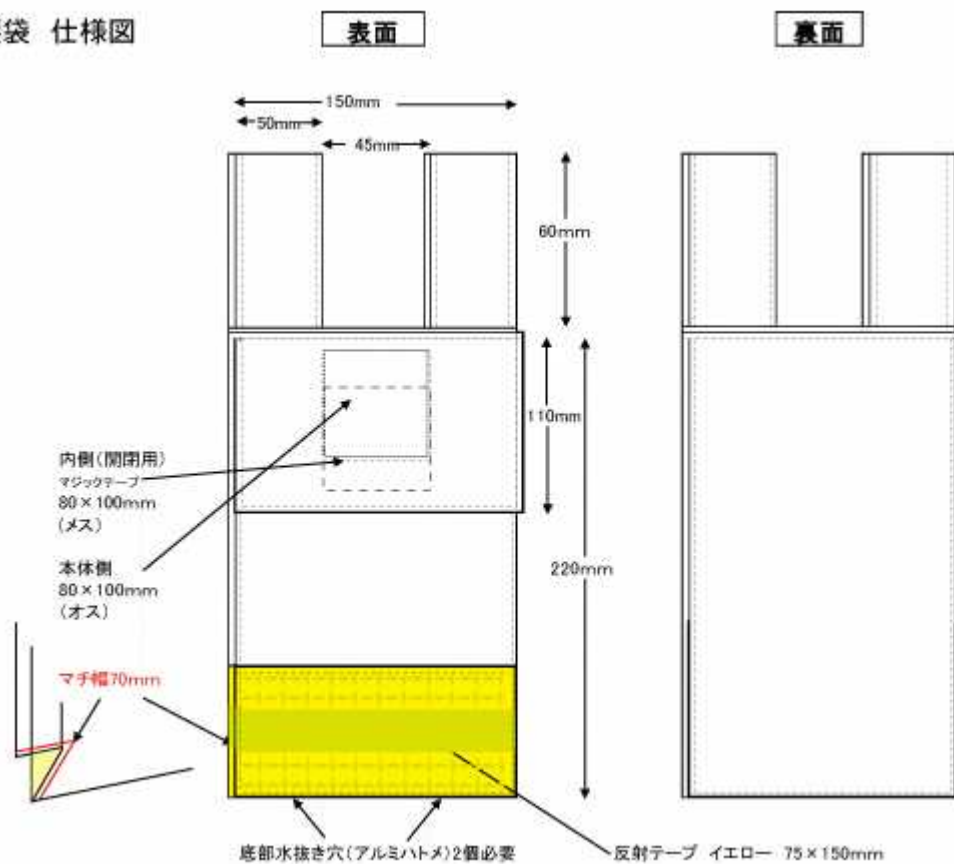 袋 仕様図
表面
裏面
150mm
50mm
45mm
60mm
110mm
内側(開閉用)
マジックテープ
80×100mm
(メス)
本体側
80×100mm
(オス)
220mm
マチ幅70mm
底部水抜き穴(アルミハトメ)2個必要
反射テープ イエロー 75×150mm